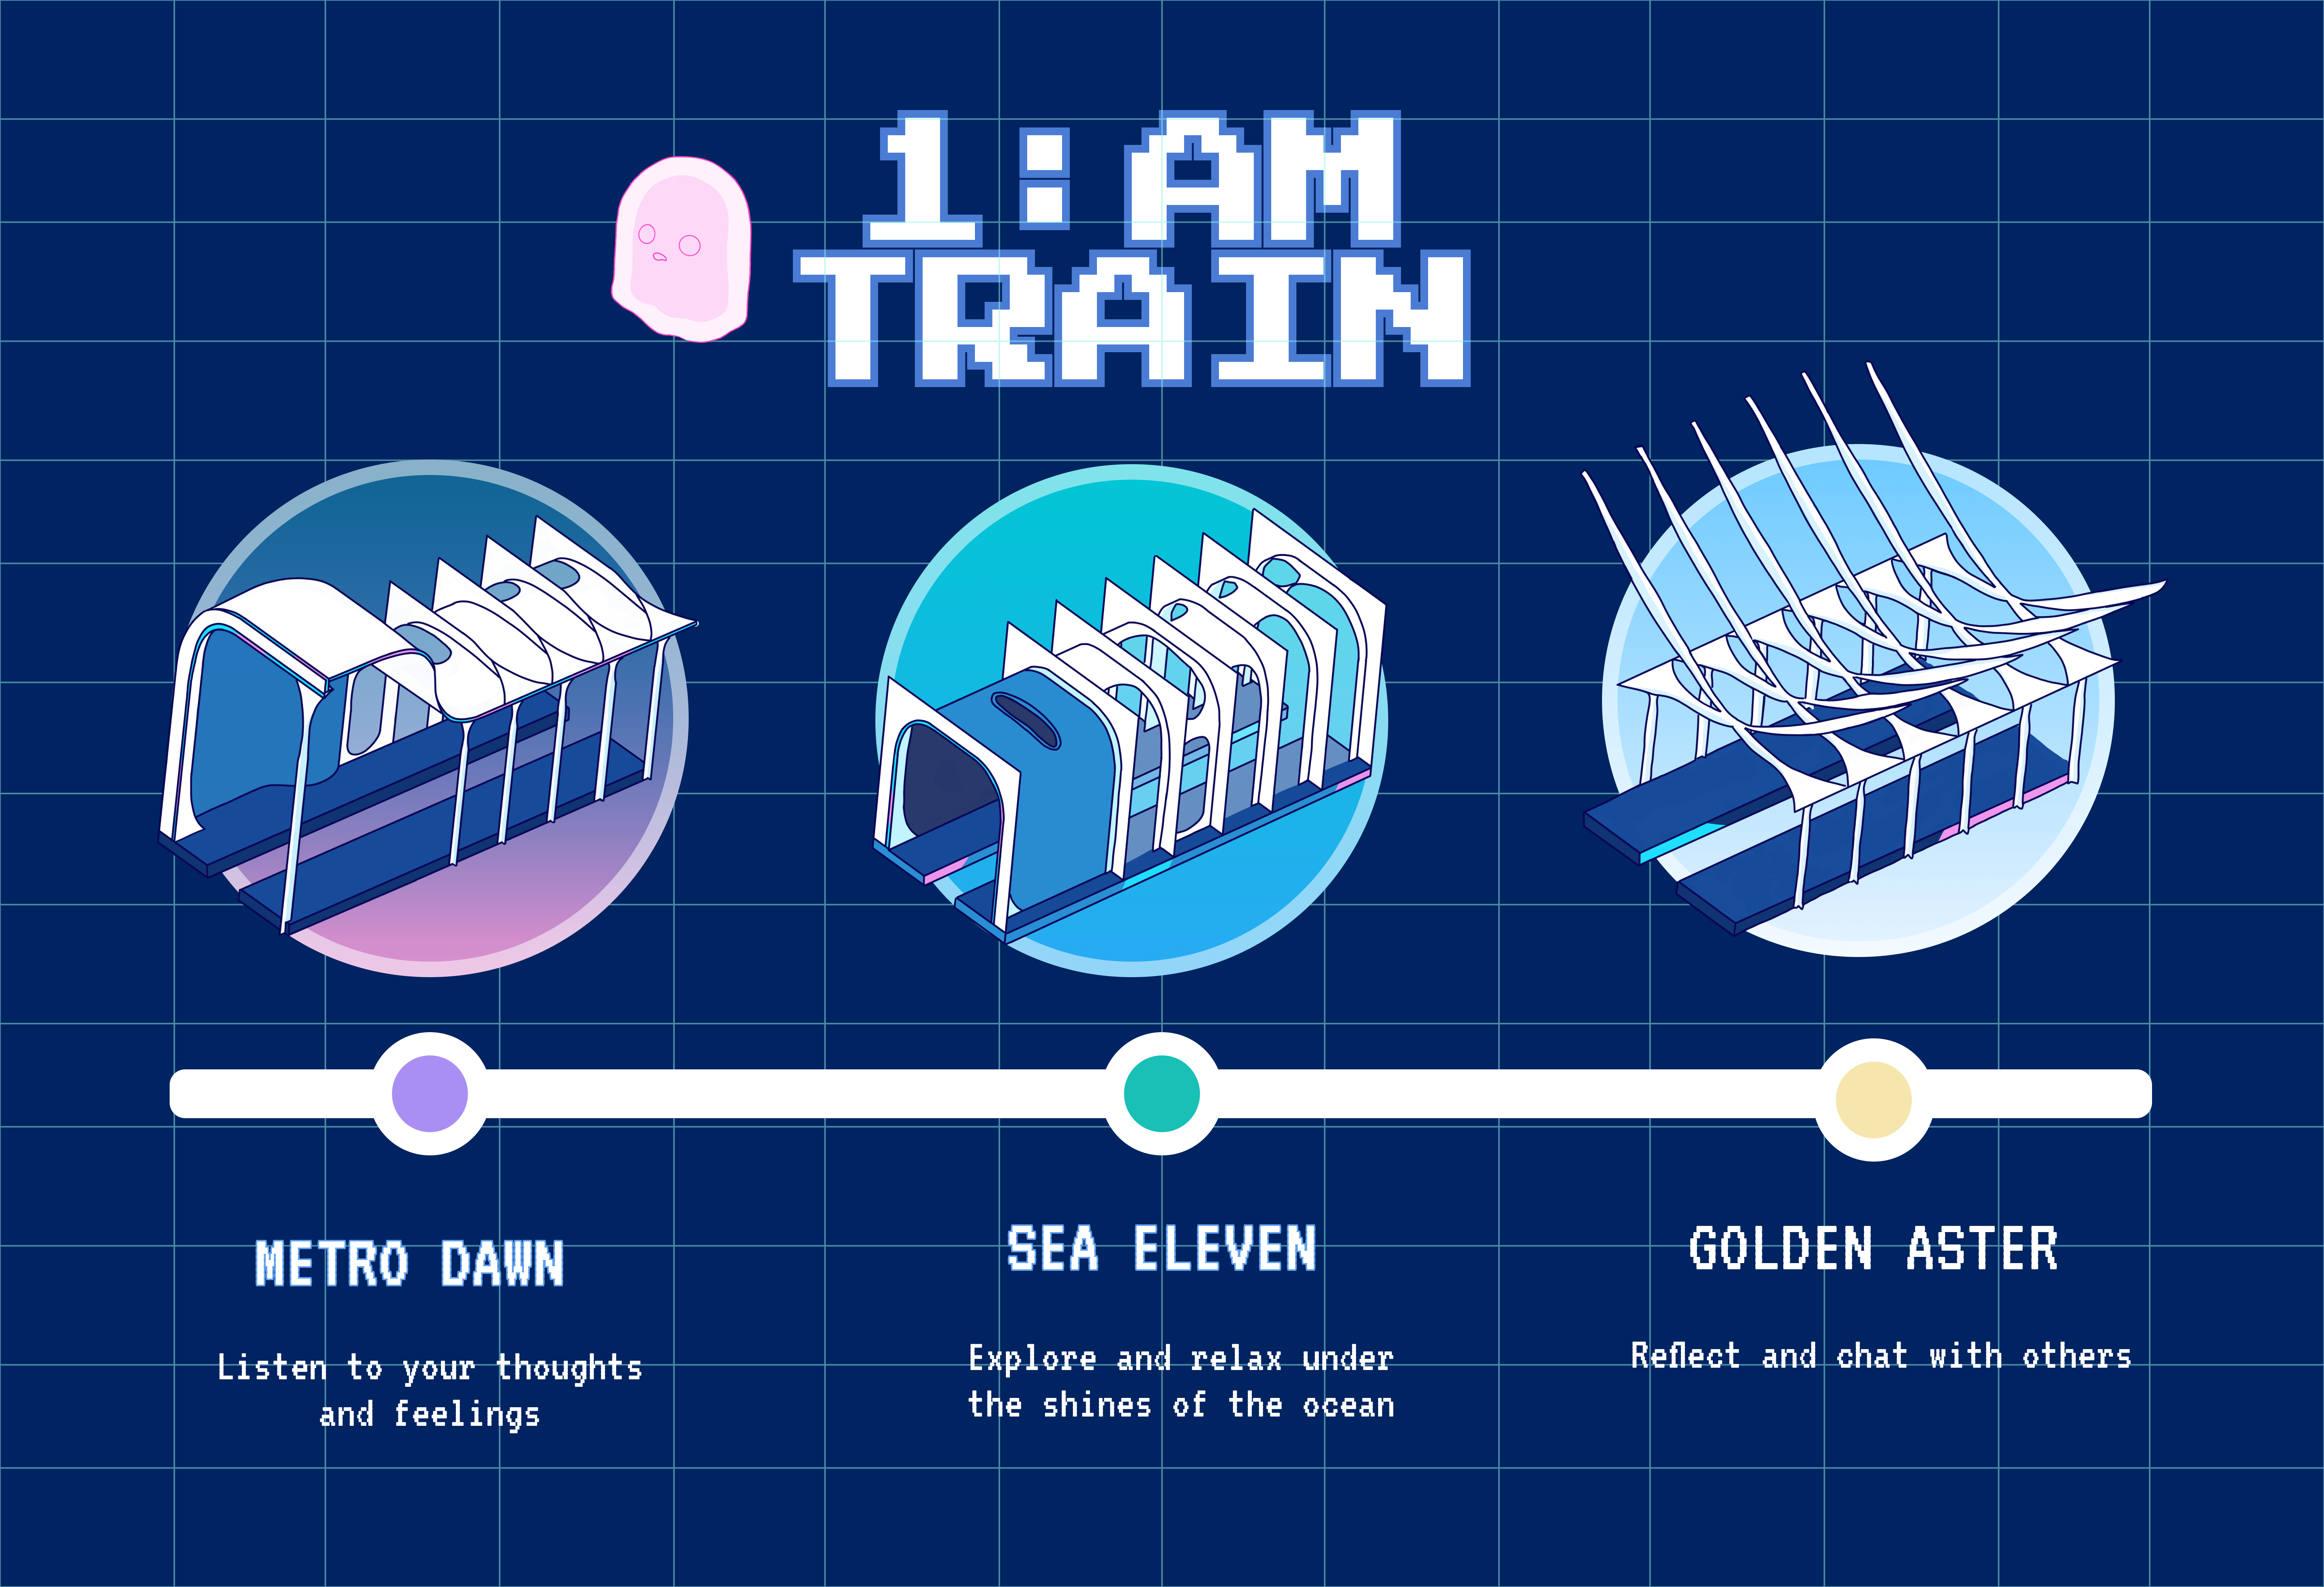 1:AM
TRAIN
METRO DAWN
SEA ELEVEN
GOLDEN ASTER
Listen to your thoughts
and feelings
Explore and relax under
the shines of the ocean
Reflect and chat with others